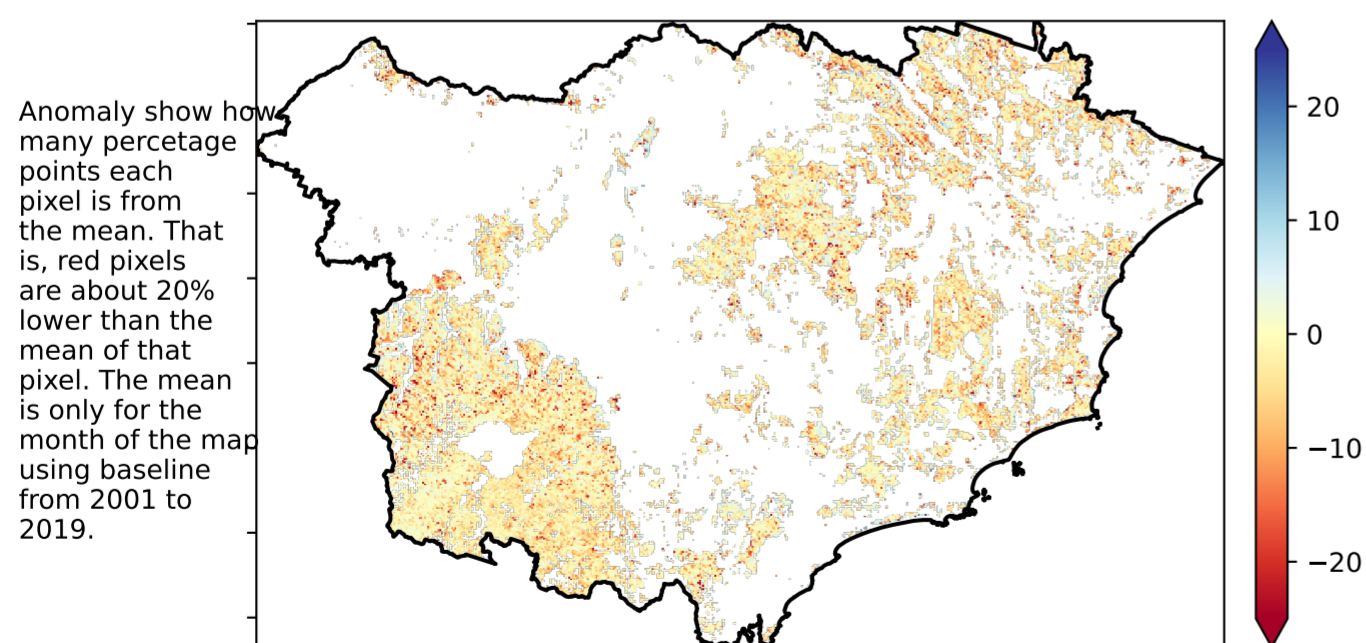 Anomaly show how
many percetage
points each
pixel is from
the mean. That
is, red pixels
are about 20%
lower than the
mean of that
pixel. The mean
is only for the
month of the map
using baseline
from 2001 to
2019.
20
10
0
−10
−20